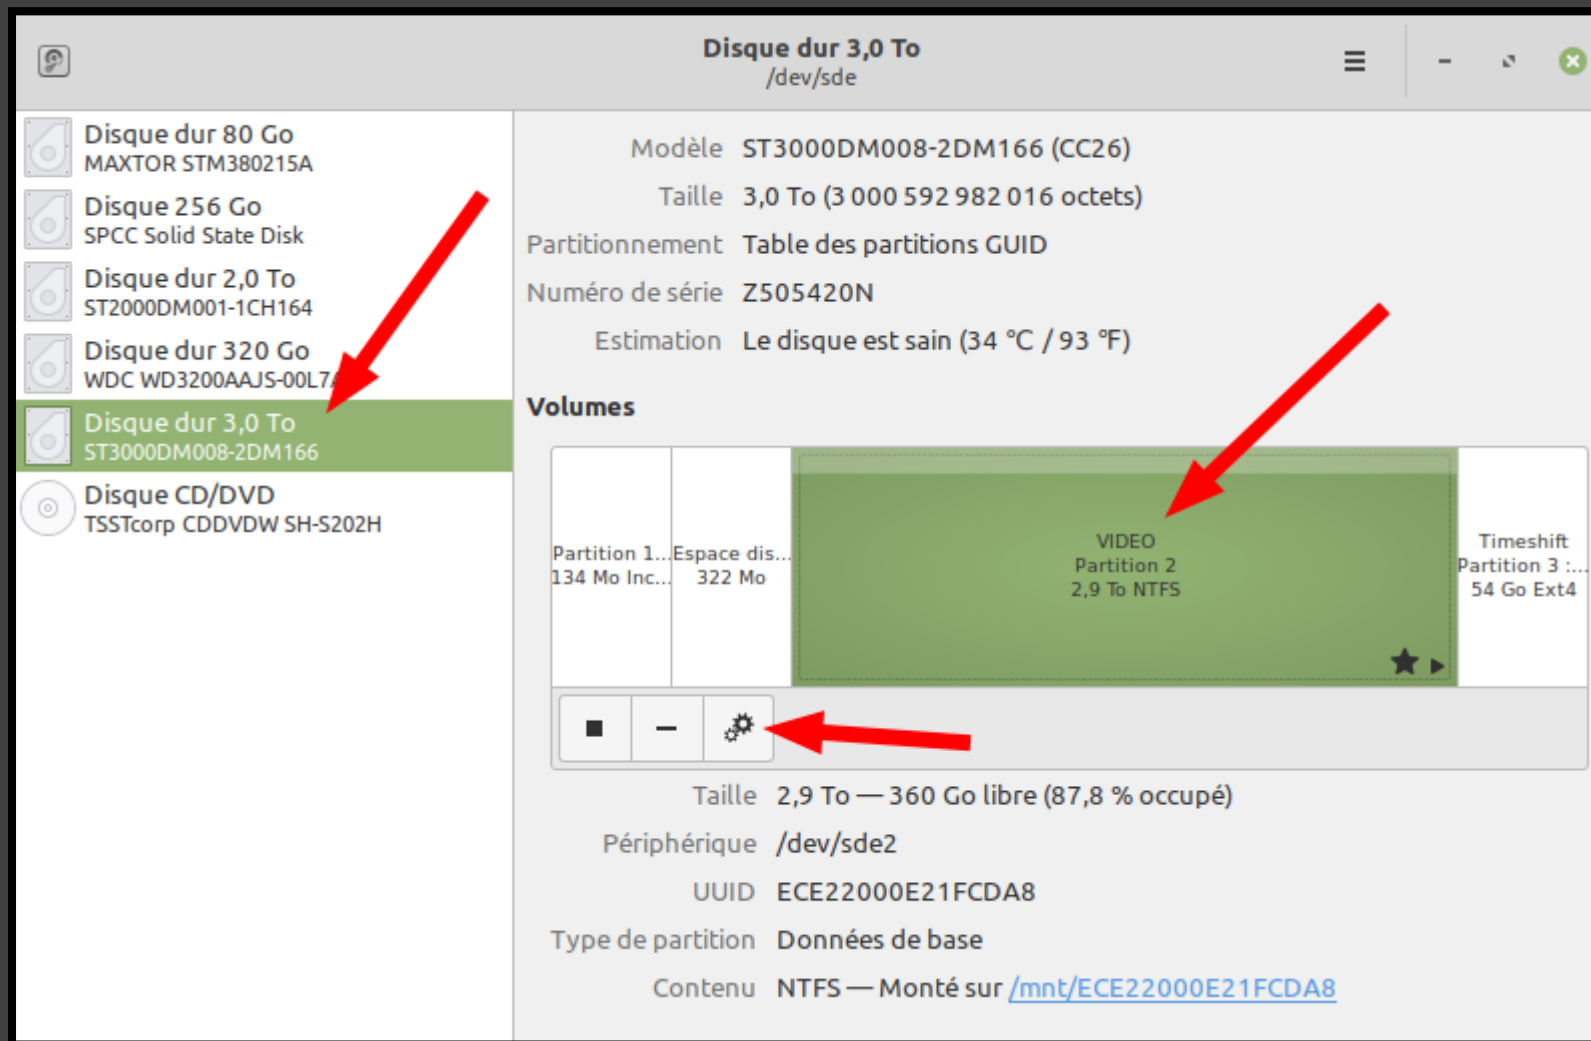 Disque dur 3,0 To
/dev/sde
Disque dur 80 Go
MAXTOR STM380215A
Disque 256 Go
SPCC Solid State Disk
Disque dur 2,0 To
ST2000DM001-1CH164
Disque dur 320 Go
WDC WD3200AAJS-00L7A
Disque dur 3,0 To
ST3000DM008-2DM166
Disque CD/DVD
TSSTcorp CDDVDW SH-S202H
Modèle ST3000DM008-2DM166 (CC26)
Taille 3,0 To (3 000 592 982 016 octets)
Partitionnement Table des partitions GUID
Numéro de série Z505420N
Estimation Le disque est sain (34 °C / 93 °F)
Volumes
Partition 1...
134 Mo Inc...
Espace dis...
322 Mo
VIDEO
Partition 2
2,9 To NTFS
Timeshift
Partition 3 :...
54 Go Ext4
Taille 2,9 To — 360 Go libre (87,8 % occupé)
Périphérique /dev/sde2
UUID ECE22000E21FCDA8
Type de partition Données de base
Contenu NTFS — Monté sur /mnt/ECE22000E21FCDA8